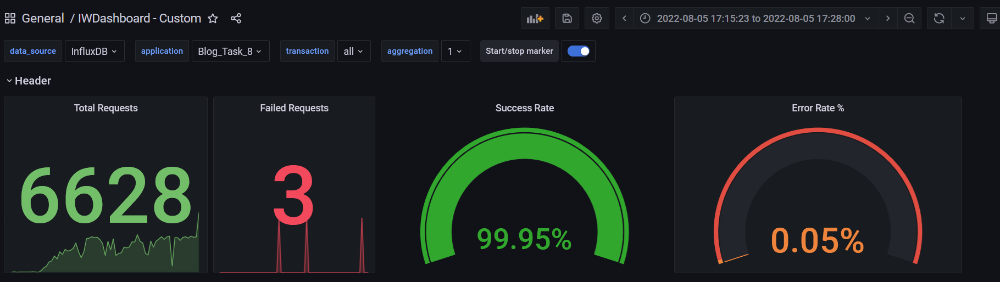 General / IWDashboard - Custom
2022-08-05 17:15:23 to 2022-08-05 17:28:00
data_source InfluxDB application Blog_Task_8 transaction all aggregation 1 Start/stop marker
Header
Total Requests
6628
Failed Requests
3
Success Rate
99.95%
Error Rate %
0.05%